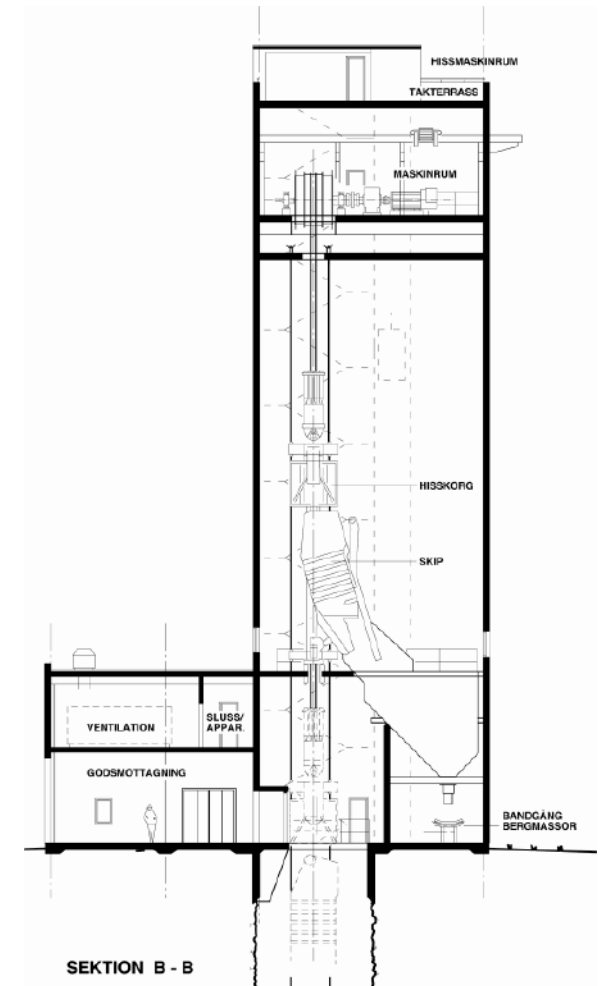 HISSMASKINRUM
TAKTERRASS
MASKINRUM
HISSKORG
SKIP
VENTILATION
SLUSS/
APPAR.
GODSMOTTAGNING
BANDGÅNG
BERGMASSOR
SEKTION B - B